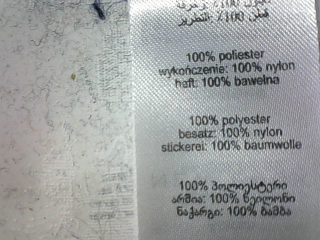 قطن 100٪ :التطريز
100% poliester
wykończenie: 100% nylon
haft: 100% bawełna
100% polyester
besatz: 100% nylon
stickerei: 100% baumwolle
100% პოლიესტერი
არშია: 100% ნეილონი
ნაქარგი: 100% ბამბა